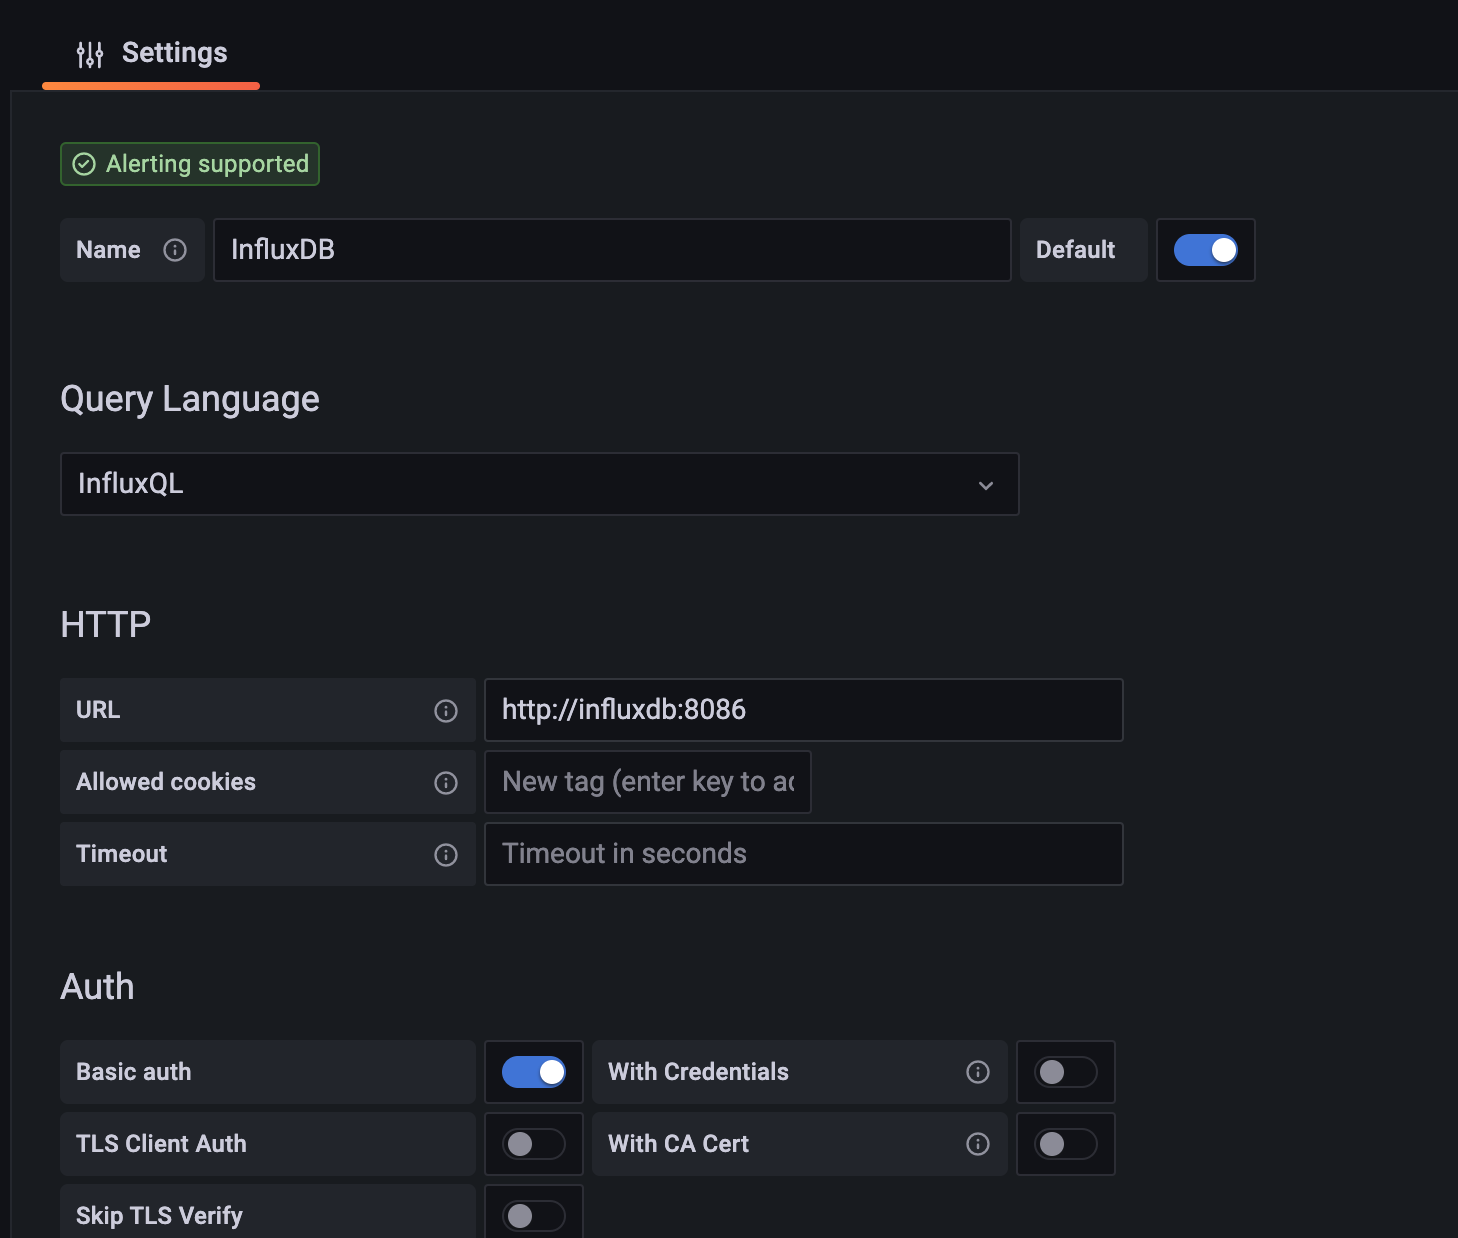 Settings
Alerting supported
Name InfluxDB Default
Query Language
InfluxQL
HTTP
URL http://influxdb:8086
Allowed cookies New tag (enter key to ac
Timeout Timeout in seconds
Auth
Basic auth With Credentials
TLS Client Auth With CA Cert
Skip TLS Verify